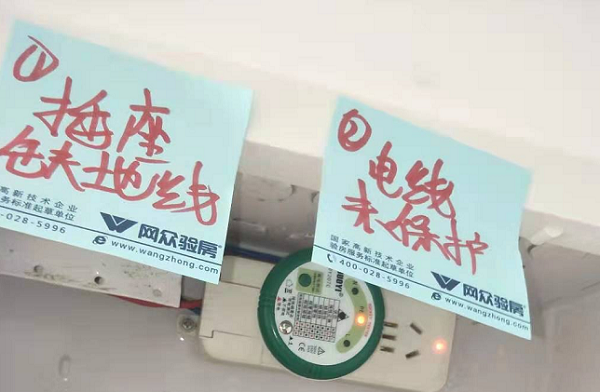 ①
插座
缺地线
高新技术企业
验房服务标准起草单位
-028-5996
网众验房
www.wangzhong.com
②
电线
未保护
国家高新技术企业
验房服务标准起草单位
400-028-5996
网众验房
www.wangzhong.com